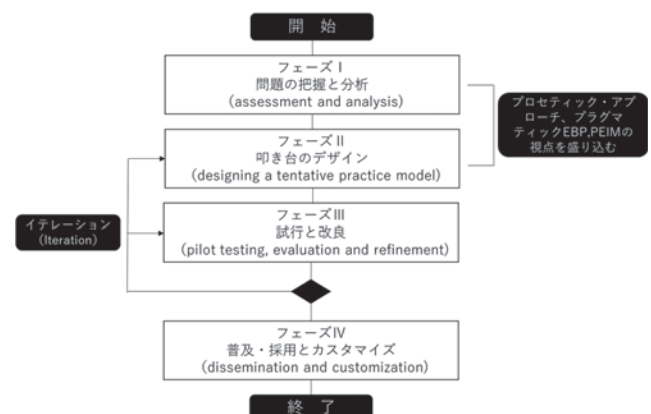 開　始
フェーズⅠ
問題の把握と分析
(assessment and analysis)
プロセティック・アプ
ローチ、プラグマ
ティックEBP,PEIMの
視点を盛り込む
フェーズⅡ
叩き台のデザイン
(designing a tentative practice model)
イテレーション
(Iteration)
フェーズⅢ
試行と改良
(pilot testing, evaluation and refinement)
フェーズⅣ
普及・採用とカスタマイズ
(dissemination and customization)
終　了